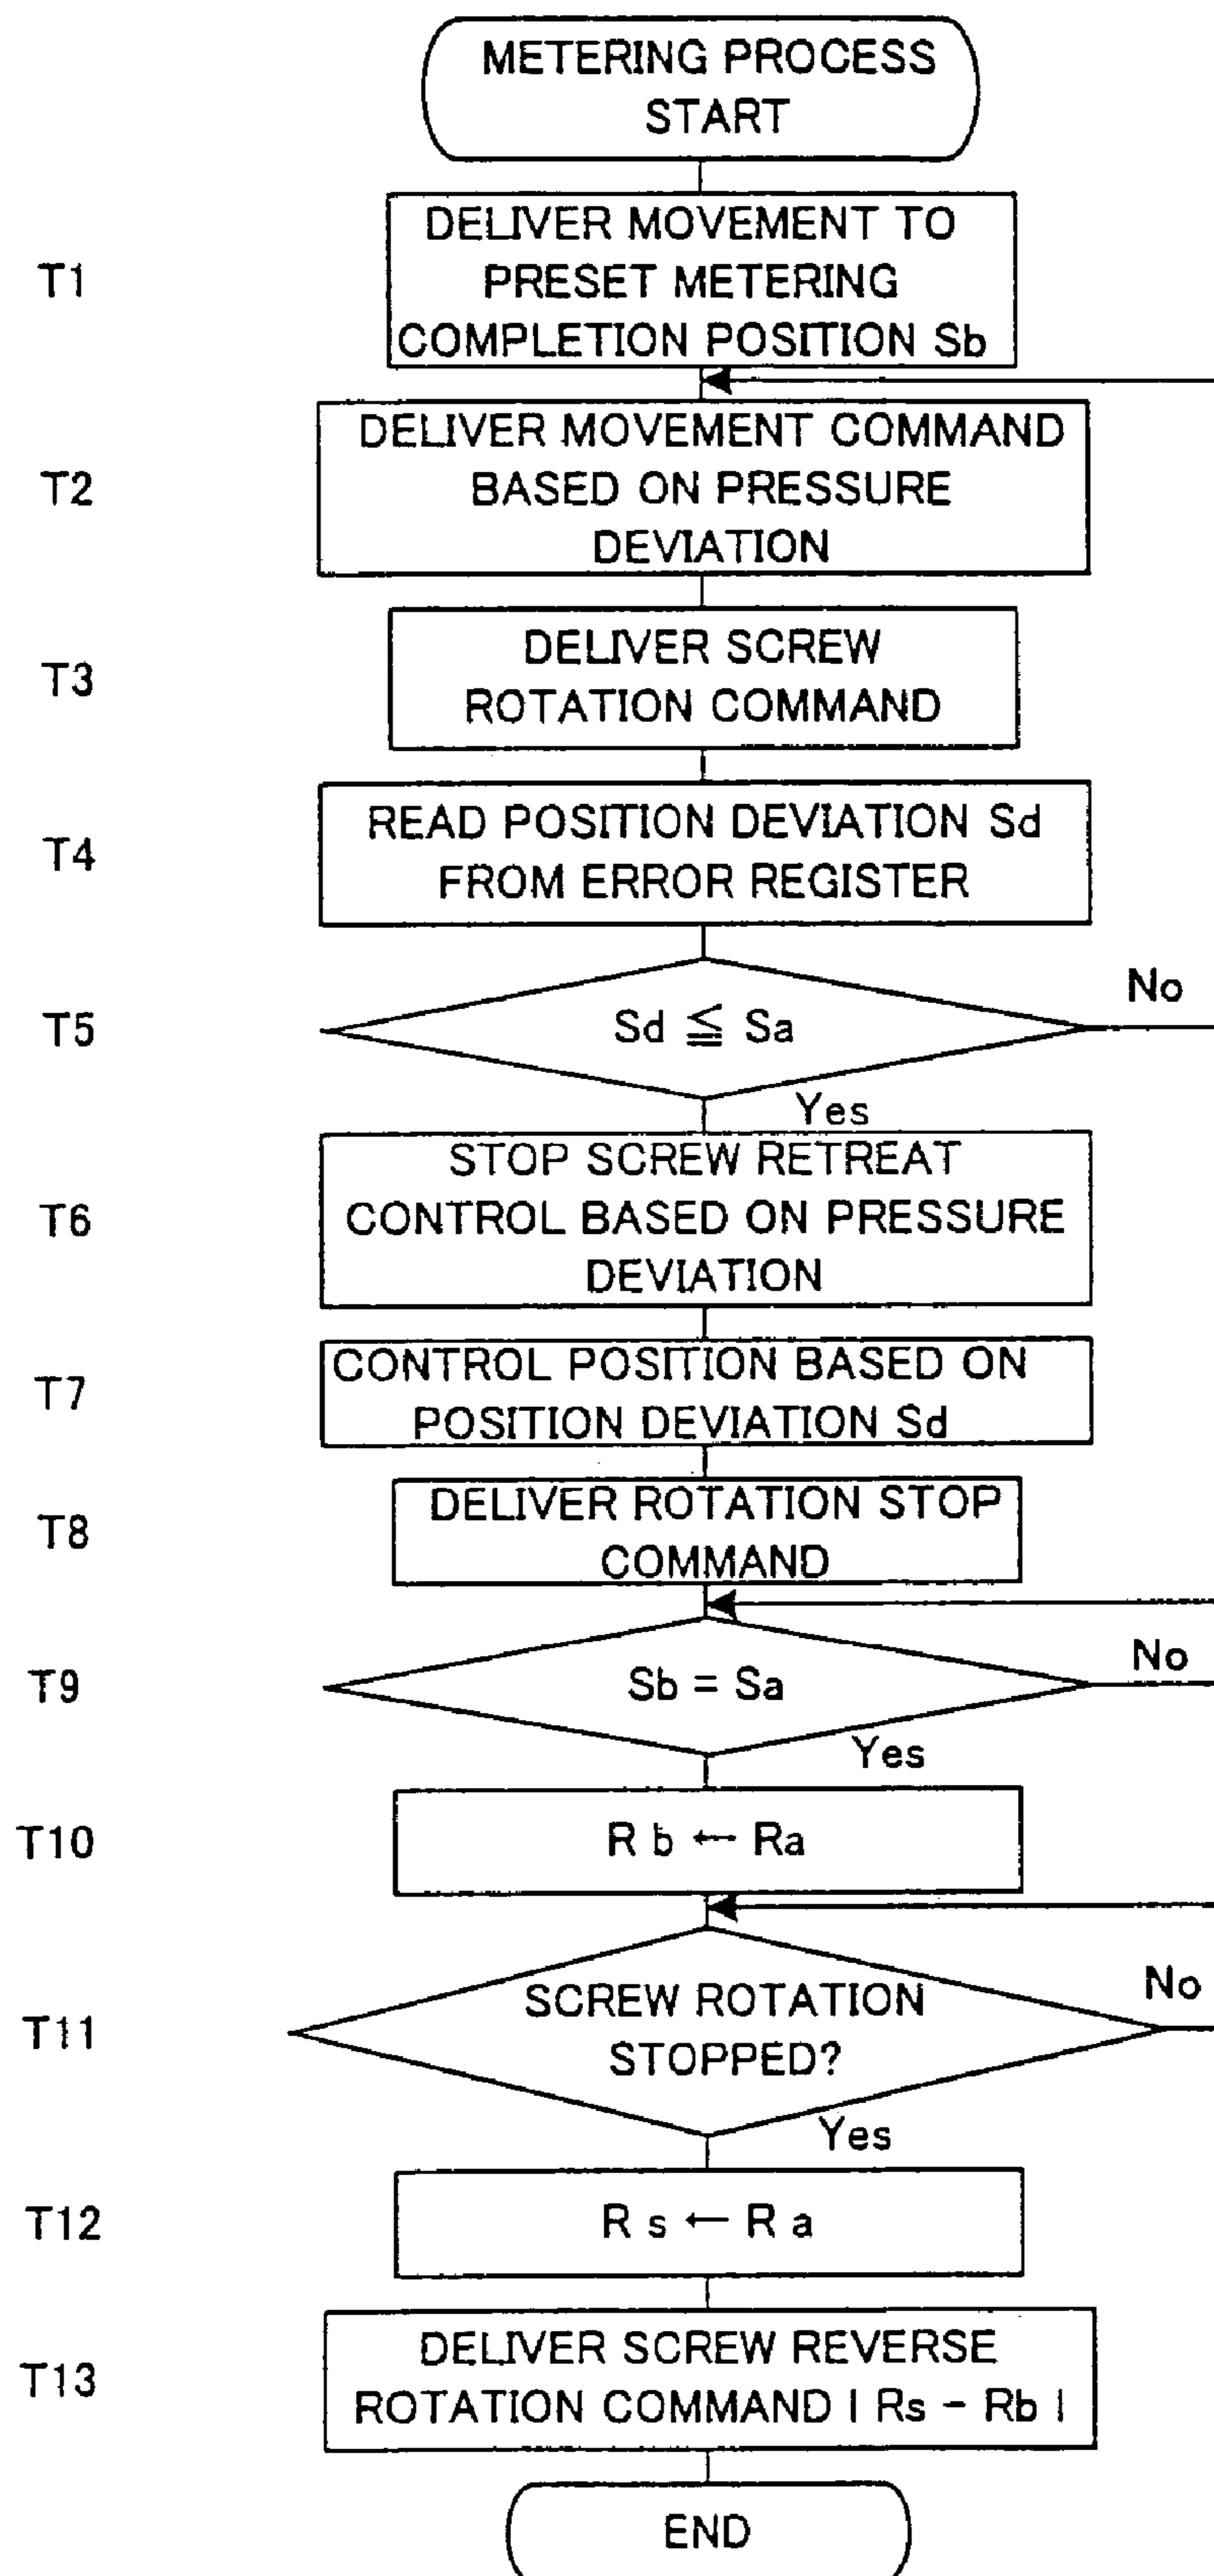 METERING PROCESS
START
T1
DELIVER MOVEMENT TO
PRESET METERING
COMPLETION POSITION Sb
T2
DELIVER MOVEMENT COMMAND
BASED ON PRESSURE
DEVIATION
T3
DELIVER SCREW
ROTATION COMMAND
T4
READ POSITION DEVIATION Sd
FROM ERROR REGISTER
T5
Sd ≦ Sa
No
Yes
T6
STOP SCREW RETREAT
CONTROL BASED ON PRESSURE
DEVIATION
T7
CONTROL POSITION BASED ON
POSITION DEVIATION Sd
T8
DELIVER ROTATION STOP
COMMAND
T9
Sb = Sa
No
Yes
T10
R b ← Ra
T11
SCREW ROTATION
STOPPED?
No
Yes
T12
R s ← R a
T13
DELIVER SCREW REVERSE
ROTATION COMMAND | Rs - Rb |
END